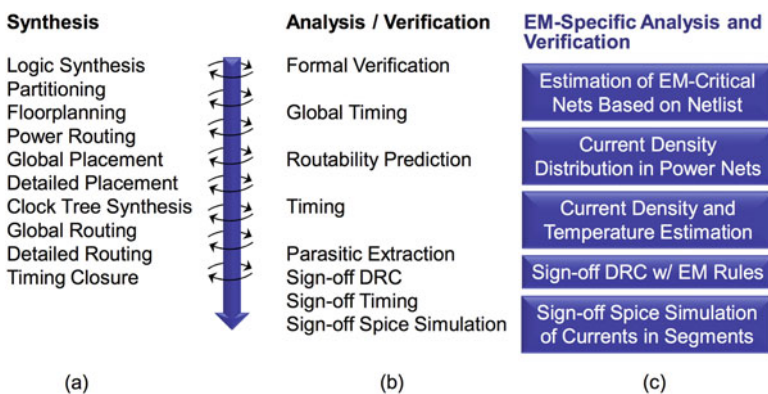 Synthesis
Logic Synthesis
Partitioning
Floorplanning
Power Routing
Global Placement
Detailed Placement
Clock Tree Synthesis
Global Routing
Detailed Routing
Timing Closure
(a)
Analysis / Verification
Formal Verification
Global Timing
Routability Prediction
Timing
Parasitic Extraction
Sign-off DRC
Sign-off Timing
Sign-off Spice Simulation
(b)
EM-Specific Analysis and
Verification
Estimation of EM-Critical
Nets Based on Netlist
Current Density
Distribution in Power Nets
Current Density and
Temperature Estimation
Sign-off DRC w/ EM Rules
Sign-off Spice Simulation
of Currents in Segments
(c)